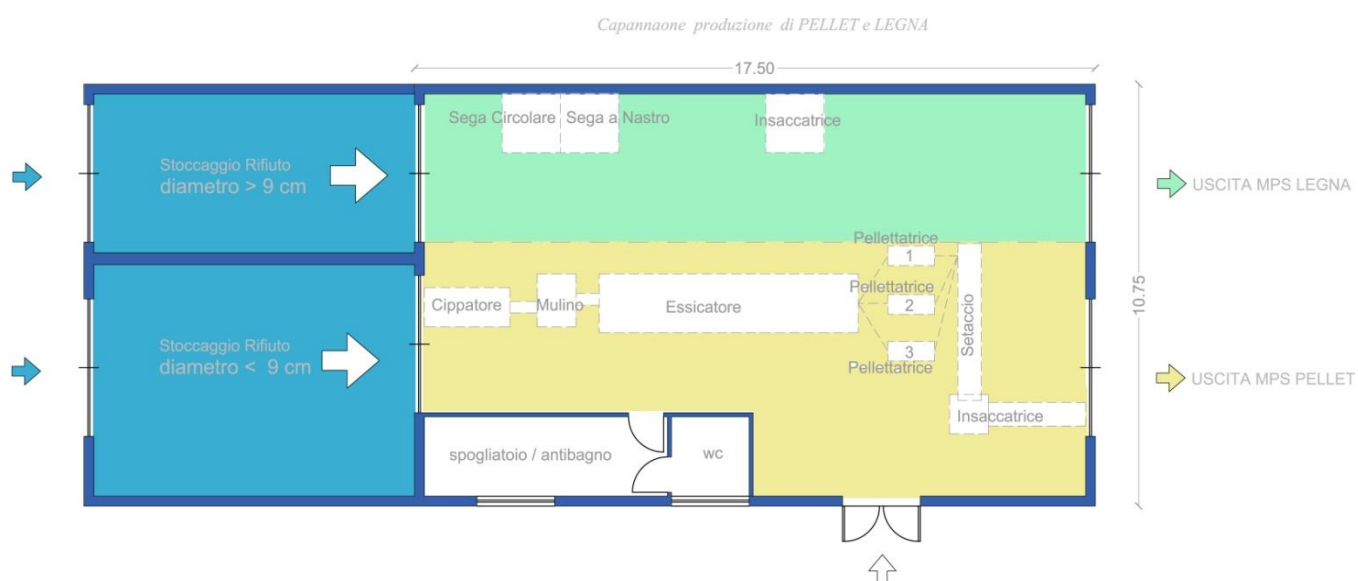 Capannaone produzione di PELLET e LEGNA
17.50
Sega Circolare
Sega a Nastro
Insaccatrice
Stoccaggio Rifiuto
diametro > 9 cm
USCITA MPS LEGNA
Pellettatrice
1
Pellettatrice
2
3
Pellettatrice
Cippatore
Mulino
Essicatore
Setaccio
10.75
Stoccaggio Rifiuto
diametro < 9 cm
USCITA MPS PELLET
Insaccatrice
spogliatoio / antibagno
wc